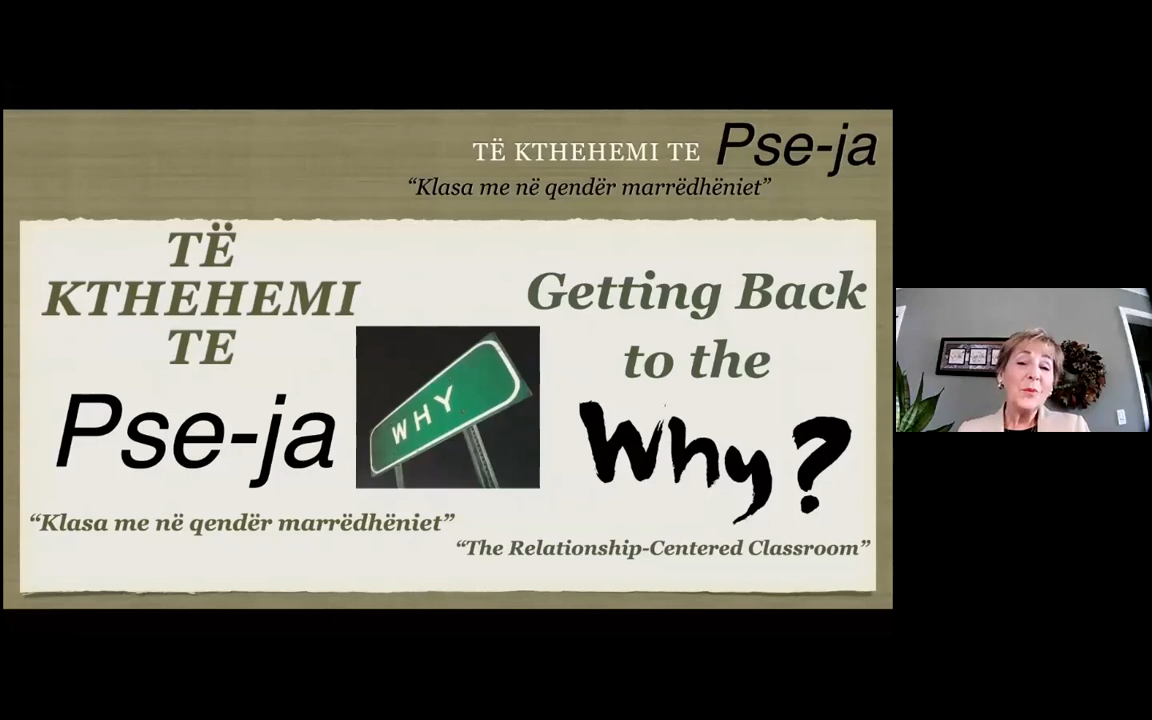 TË KTHEHEMI TE Pse-ja
“Klasa me në qendër marrëdhëniet”
TË
KTHEHEMI
TE
Pse-ja
“Klasa me në qendër marrëdhëniet”
WHY
Getting Back
to the
Why?
“The Relationship-Centered Classroom”